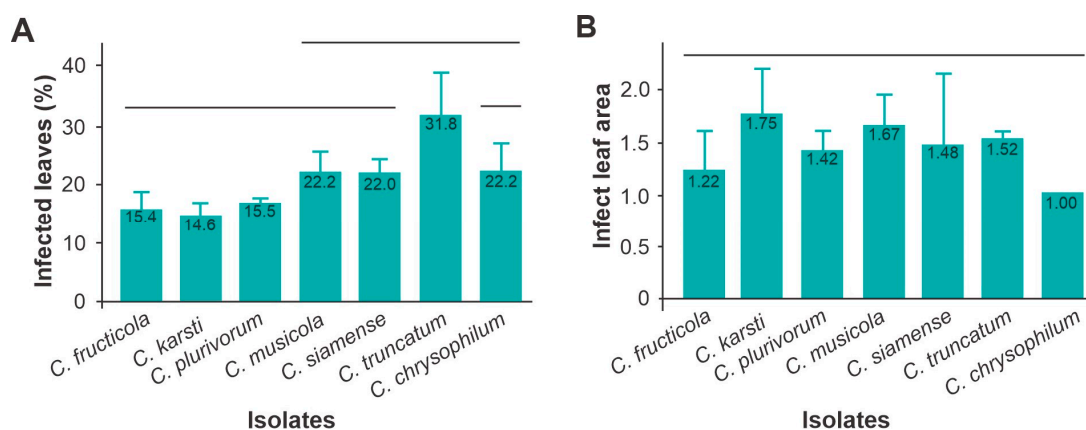 A
Infected leaves (%)
40
30
20
10
0
15.4
14.6
15.5
22.2
22.0
31.8
22.2
C. fructicola
C. karsti
C. plurivorum
C. musicola
C. siamense
C. truncatum
C. chrysophilum
Isolates
B
Infect leaf area
2.0
1.5
1.0
0.5
0
1.22
1.75
1.42
1.67
1.48
1.52
1.00
C. fructicola
C. karsti
C. plurivorum
C. musicola
C. siamense
C. truncatum
C. chrysophilum
Isolates